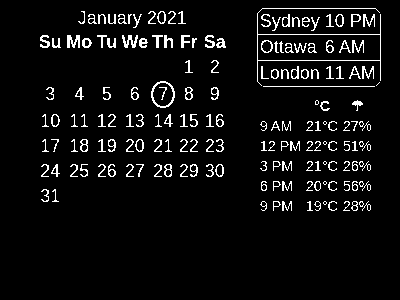 January 2021
Su Mo Tu We Th Fr Sa
1 2
3 4 5 6 7 8 9
10 11 12 13 14 15 16
17 18 19 20 21 22 23
24 25 26 27 28 29 30
31
Sydney 10 PM
Ottawa 6 AM
London 11 AM
°C
9 AM 21°C 27%
12 PM 22°C 51%
3 PM 21°C 26%
6 PM 20°C 56%
9 PM 19°C 28%